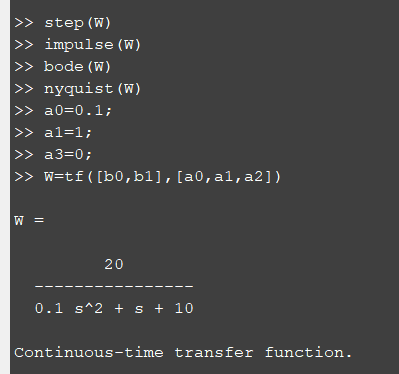 >> step(W)
>> impulse(W)
>> bode(W)
>> nyquist(W)
>> a0=0.1;
>> a1=1;
>> a3=0;
>> W=tf([b0,b1],[a0,a1,a2])
W =
20
----------------
0.1 s^2 + s + 10
Continuous-time transfer function.